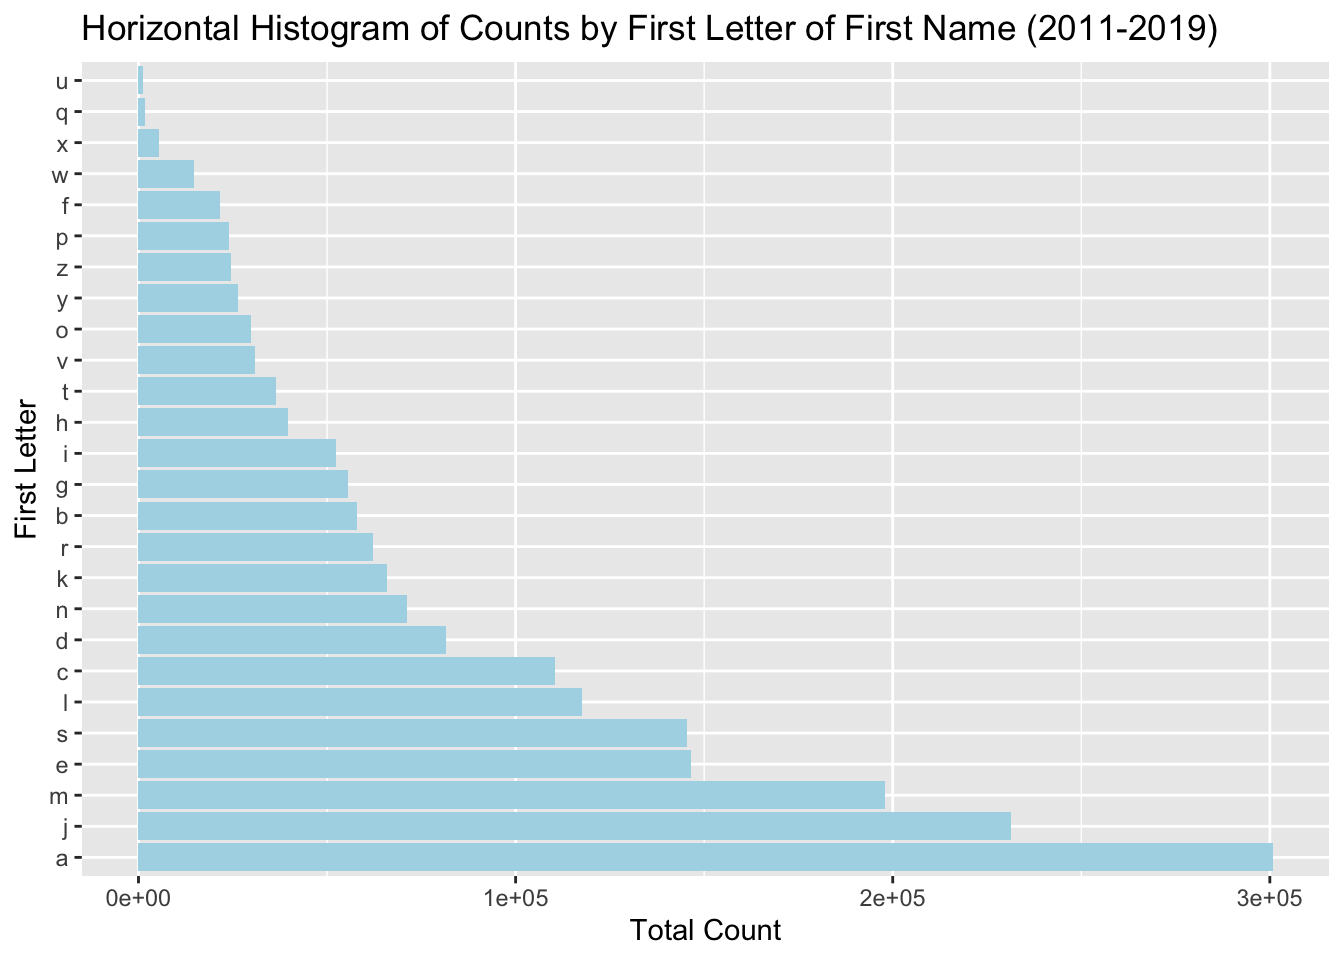 Horizontal Histogram of Counts by First Letter of First Name (2011-2019)
First Letter
u
q
x
w
f
p
z
y
o
v
t
h
i
g
b
r
k
n
d
c
l
s
e
m
j
a
0e+00 1e+05 2e+05 3e+05
Total Count